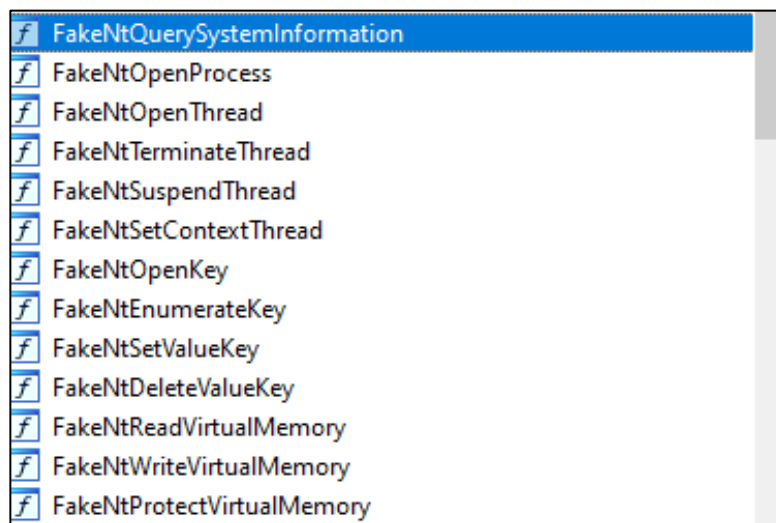 f FakeNtQuerySystemInformation
f FakeNtOpenProcess
f FakeNtOpenThread
f FakeNtTerminateThread
f FakeNtSuspendThread
f FakeNtSetContextThread
f FakeNtOpenKey
f FakeNtEnumerateKey
f FakeNtSetValueKey
f FakeNtDeleteValueKey
f FakeNtReadVirtualMemory
f FakeNtWriteVirtualMemory
f FakeNtProtectVirtualMemory